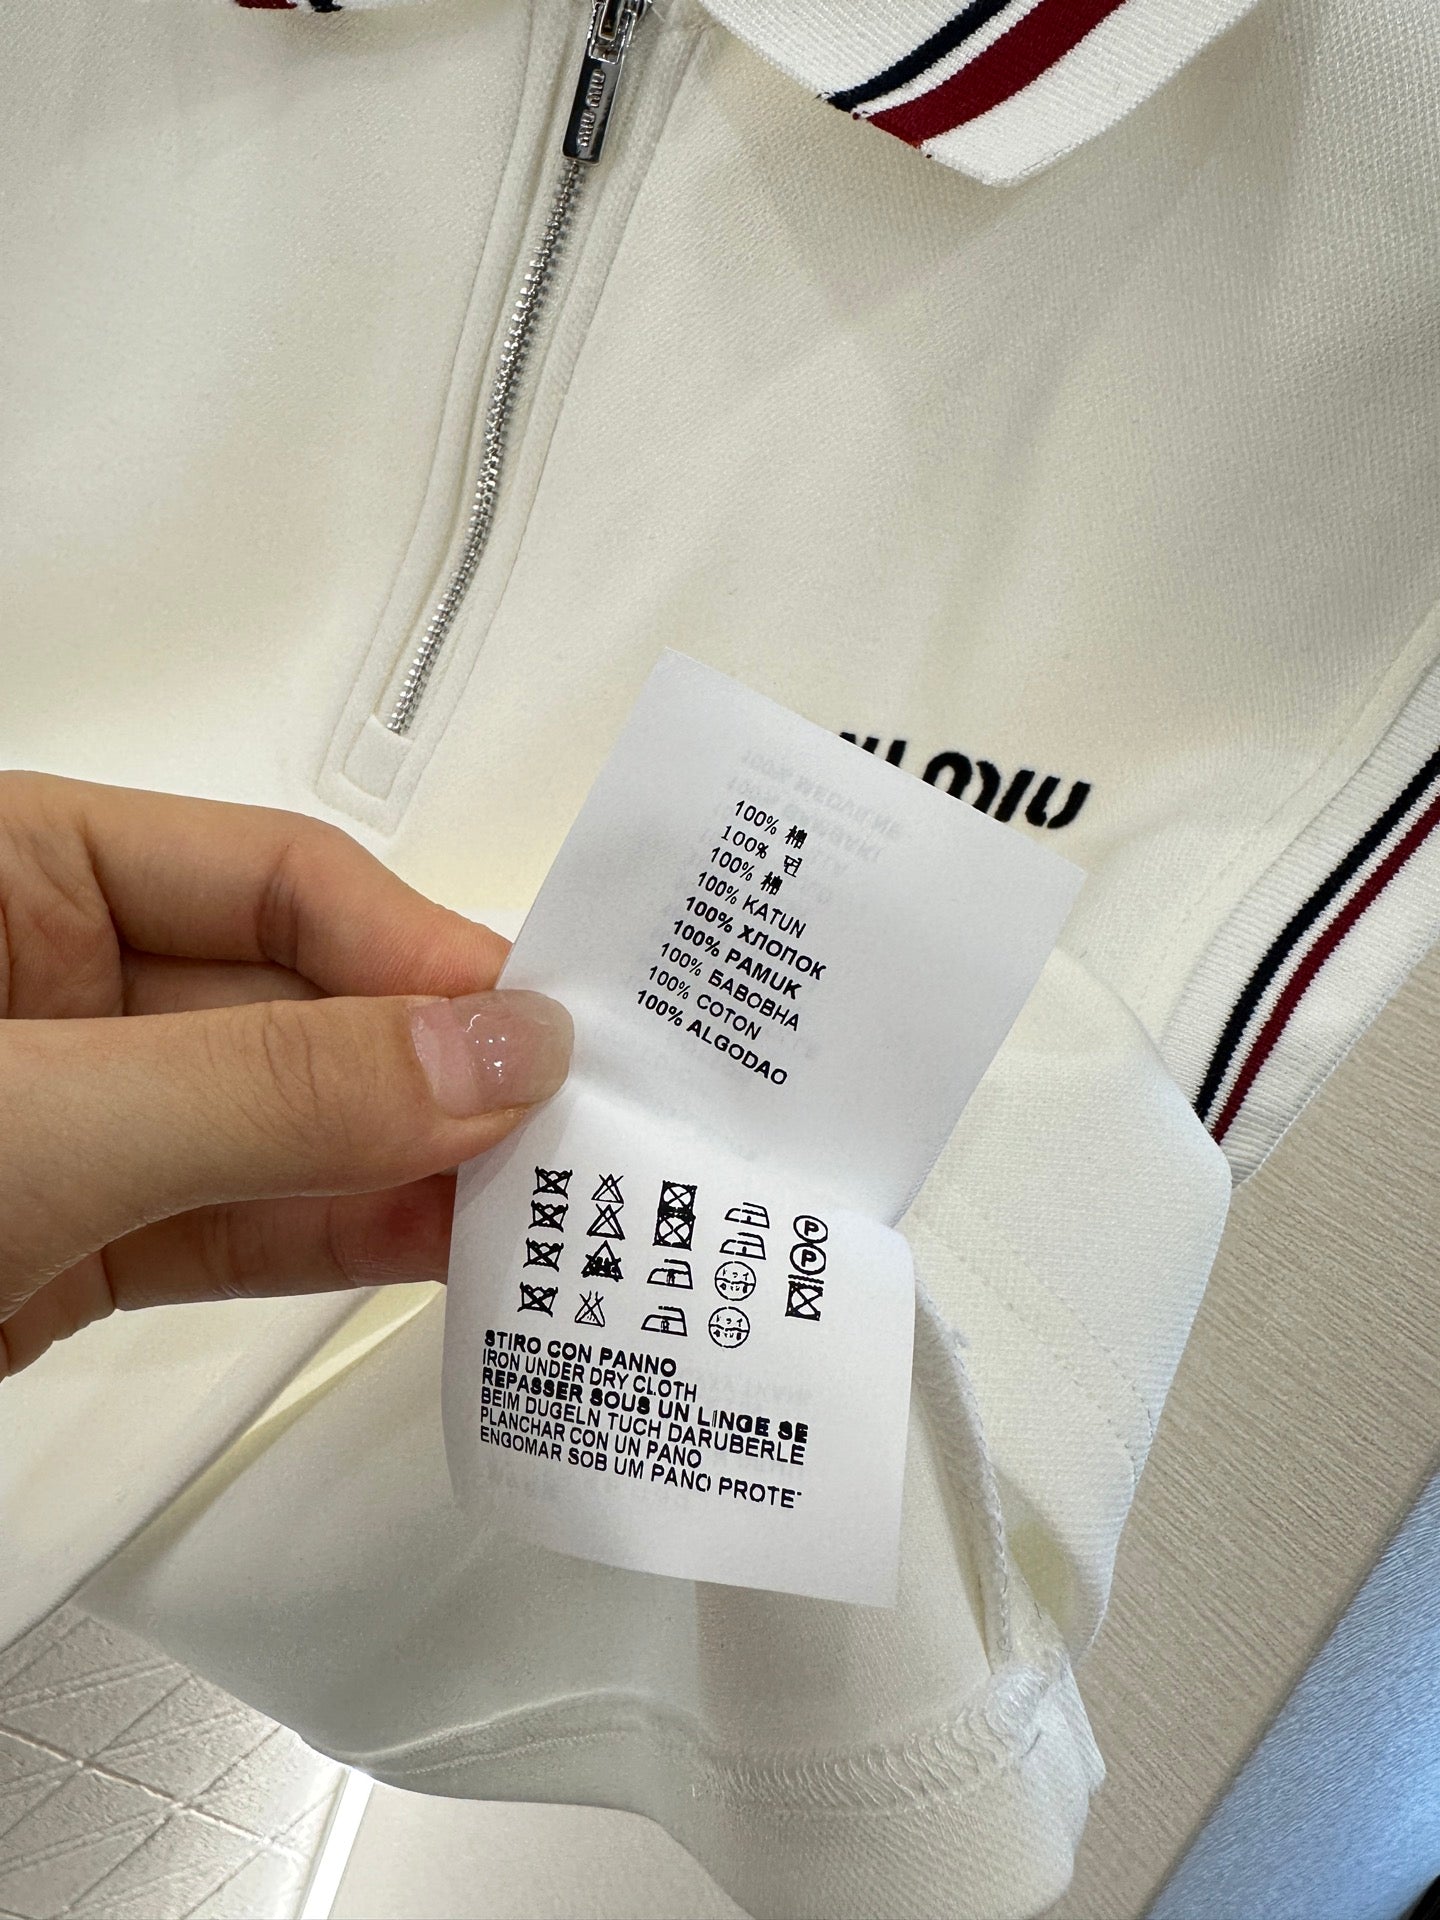 MIU MIU
MIU
100% 棉
100% 면
100% 棉
100% KATUN
100% ХЛОПОК
100% PAMUK
100% БАВОВНА
100% COTON
100% ALGODAO
P
P
STIRO CON PANNO
IRON UNDER DRY CLOTH
REPASSER SOUS UN LINGE SE
BEIM DUGELN TUCH DARUBERLE
PLANCHAR CON UN PANO
ENGOMAR SOB UM PANO PROTE